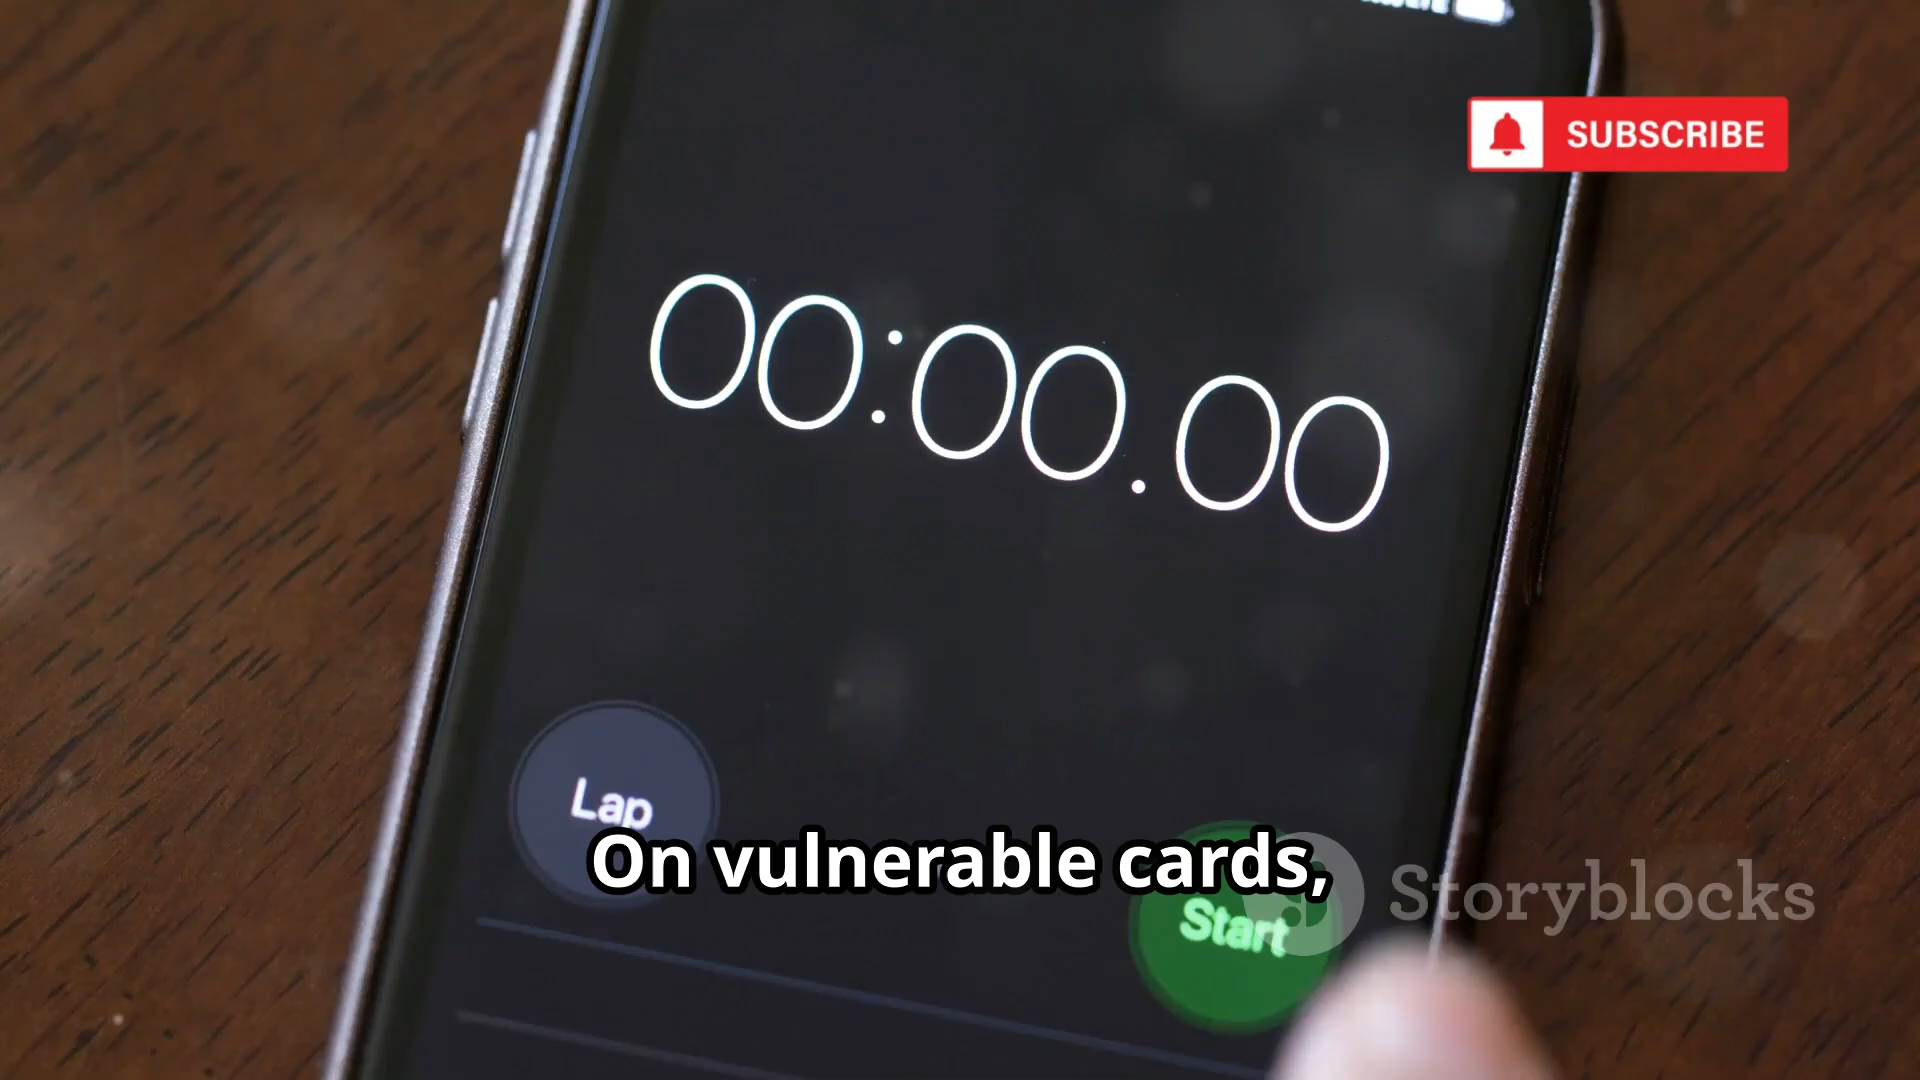 SUBSCRIBE
00:00.00
Lap
On vulnerable cards,
Start
Storyblocks